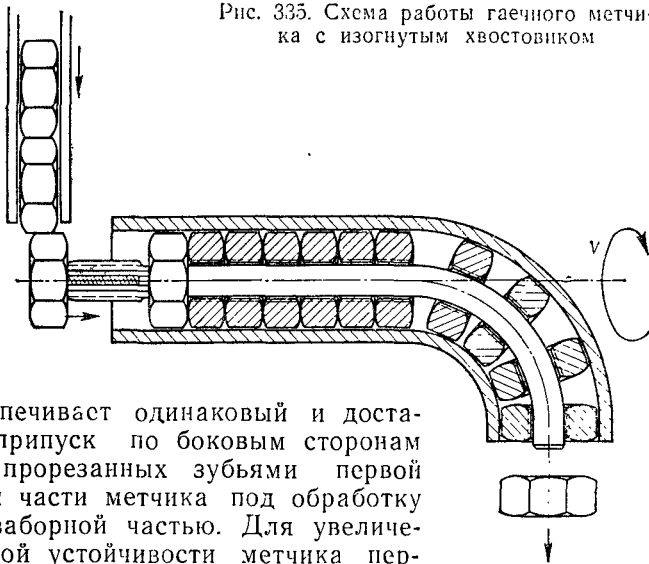 Рис. 335. Схема работы гаечного метчи-
ка с изогнутым хвостовиком
V
печивает одинаковый и доста-
припуск по боковым сторонам
прорезанных зубьями первой
части метчика под обработку
заборной частью. Для увеличе-
ой устойчивости метчика пер-